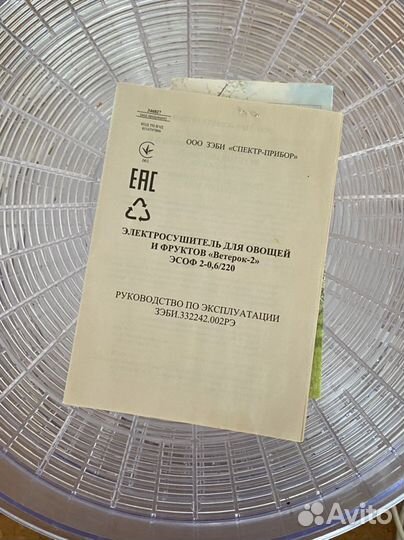 ООО ЗЭБИ «СПЕКТР-ПРИБОР»
ЕАС
ЭЛЕКТРОСУШИТЕЛЬ ДЛЯ ОВОЩЕЙ
И ФРУКТОВ «Ветерок-2»
ЭСОФ 2-0,6/220
РУКОВОДСТВО ПО ЭКСПЛУАТАЦИИ
ЗЭБИ.332242.002РЭ
Avito